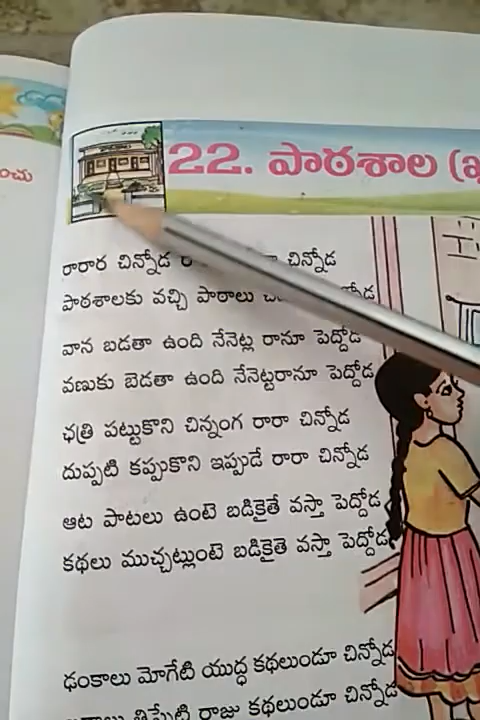 ంచు
22. పాఠశాల
రారార చిన్నోడ చిన్నోడ
పాఠశాలకు వచ్చి పాఠాలు
వాన బడతా ఉంది నేనెట్ల రానూ పెద్దోడ
వణుకు బెడతా ఉంది నేనెట్టరానూ పెద్దోడ
ఛత్రి పట్టుకొని చిన్నంగ రారా చిన్నోడ
దుప్పటి కప్పుకొని ఇప్పుడే రారా చిన్నోడ
ఆట పాటలు ఉంటె బడికైతే వస్తా పెద్దోడ
కథలు ముచ్చట్లుంటె బడికైతె వస్తా పెద్దోడ
ఢంకాలు మోగేటి యుద్ధ కథలుండూ చిన్నోడ
రాజు కథలుండూ చిన్నోడ